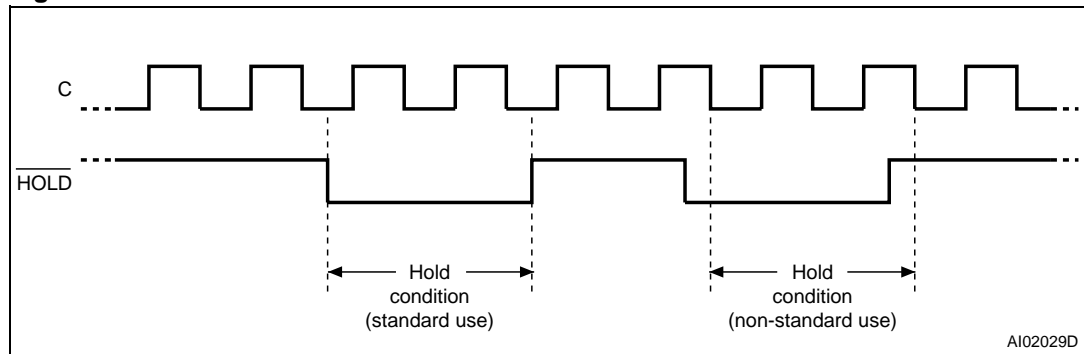 C
HOLD
Hold
condition
(standard use)
Hold
condition
(non-standard use)
AI02029D